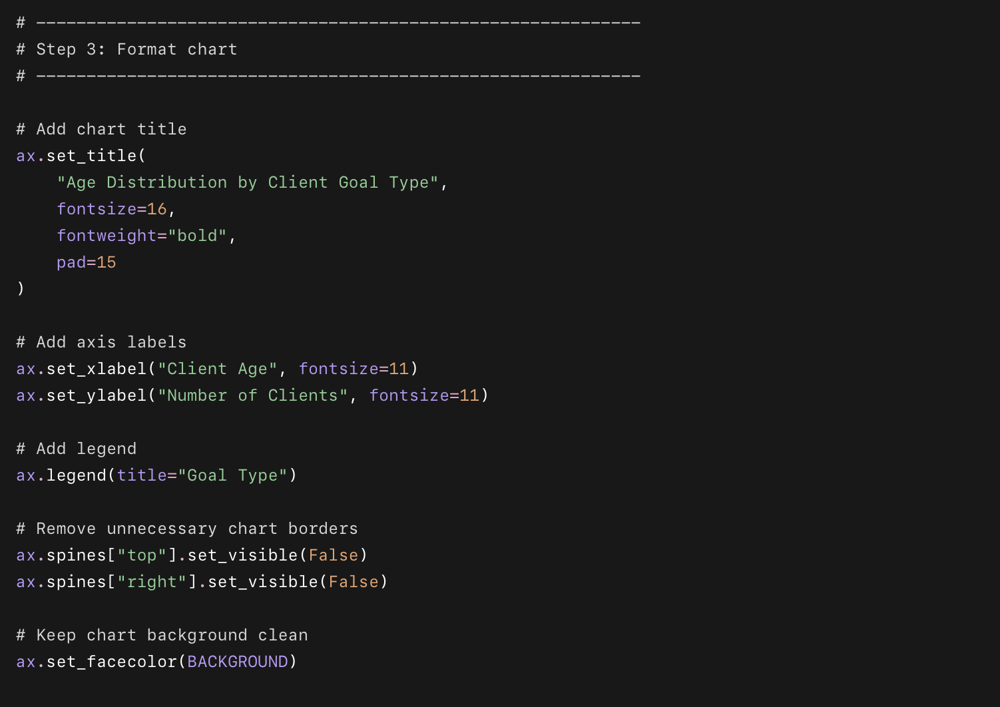 # ————————————————————————————————————————————————————————————
# Step 3: Format chart
# ————————————————————————————————————————————————————————————
# Add chart title
ax.set_title(
    "Age Distribution by Client Goal Type",
    fontsize=16,
    fontweight="bold",
    pad=15
)
# Add axis labels
ax.set_xlabel("Client Age", fontsize=11)
ax.set_ylabel("Number of Clients", fontsize=11)
# Add legend
ax.legend(title="Goal Type")
# Remove unnecessary chart borders
ax.spines["top"].set_visible(False)
ax.spines["right"].set_visible(False)
# Keep chart background clean
ax.set_facecolor(BACKGROUND)